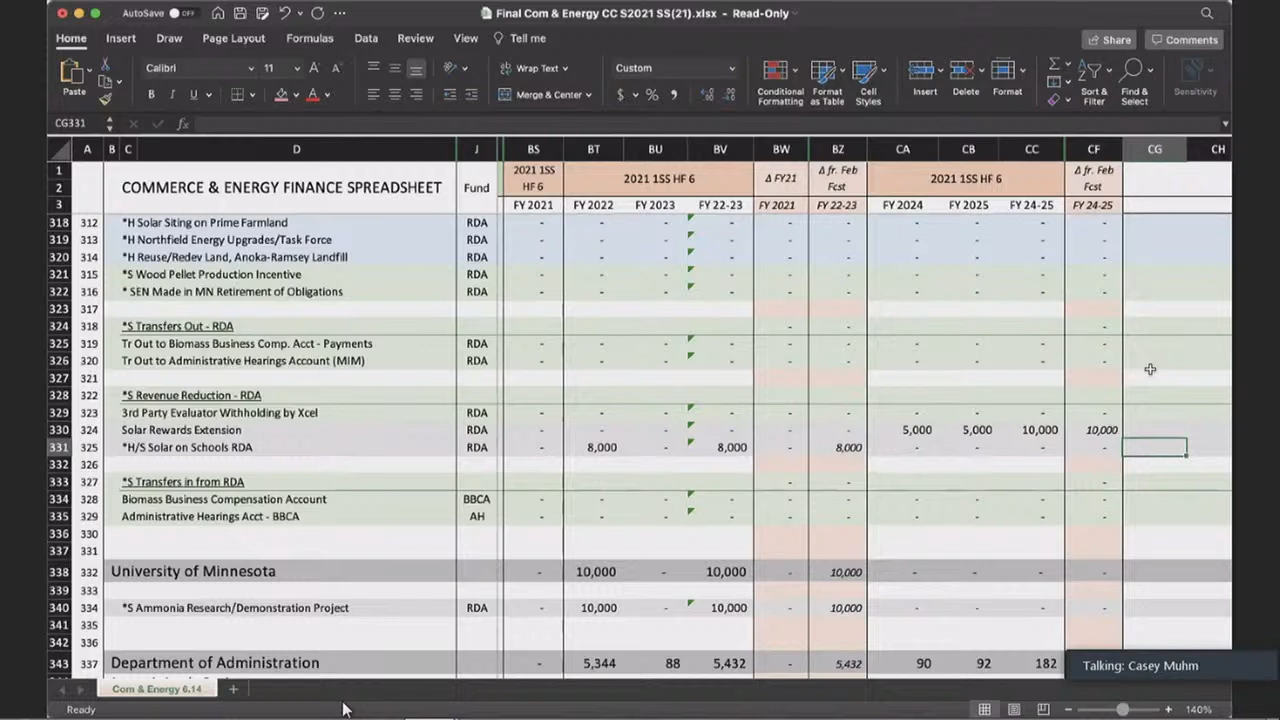 AutoSave OFF Final Com & Energy CC S2021 SS(21).xlsx - Read-Only
Home Insert Draw Page Layout Formulas Data Review View Tell me Share Comments
Paste Calibri 11 Wrap Text Custom Conditional Formatting Format as Table Cell Styles Insert Delete Format Sort & Filter Find & Select Sensitivity
B I U Merge & Center $ %
CG331 fx
A B C D J BS BT BU BV BW BZ CA CB CC CF CG CH
1 2021 1SS HF 6 2021 1SS HF 6 Δ FY21 Δ fr. Feb Fcst 2021 1SS HF 6 Δ fr. Feb Fcst
2 COMMERCE & ENERGY FINANCE SPREADSHEET Fund
3 FY 2021 FY 2022 FY 2023 FY 22-23 FY 2021 FY 22-23 FY 2024 FY 2025 FY 24-25 FY 24-25
318 312 *H Solar Siting on Prime Farmland RDA - - - - - - - - - -
319 313 *H Northfield Energy Upgrades/Task Force RDA - - - - - - - - - -
320 314 *H Reuse/Redev Land, Anoka-Ramsey Landfill RDA - - - - - - - - - -
321 315 *S Wood Pellet Production Incentive RDA - - - - - - - - - -
322 316 * SEN Made in MN Retirement of Obligations RDA - - - - - - - - - -
323 317
324 318 *S Transfers Out - RDA - - -
325 319 Tr Out to Biomass Business Comp. Acct - Payments RDA - - - - - - - - - -
326 320 Tr Out to Administrative Hearings Account (MIM) RDA - - - - - - - - - -
327 321
328 322 *S Revenue Reduction - RDA
329 323 3rd Party Evaluator Withholding by Xcel RDA - - - - - - - - - -
330 324 Solar Rewards Extension RDA - - - - - - 5,000 5,000 10,000 10,000
331 325 *H/S Solar on Schools RDA RDA - 8,000 - 8,000 - 8,000 - - - -
332 326
333 327 *S Transfers in from RDA - - -
334 328 Biomass Business Compensation Account BBCA - - - - - - - - - -
335 329 Administrative Hearings Acct - BBCA AH - - - - - - - - - -
336 330
337 331
338 332 University of Minnesota - 10,000 - 10,000 - 10,000 - - - -
339 333
340 334 *S Ammonia Research/Demonstration Project RDA - 10,000 - 10,000 - 10,000 - - - -
341 335
342 336
343 337 Department of Administration - 5,344 88 5,432 - 5,432 90 92 182
Talking: Casey Muhm
Com & Energy 6.14 +
Ready 140%